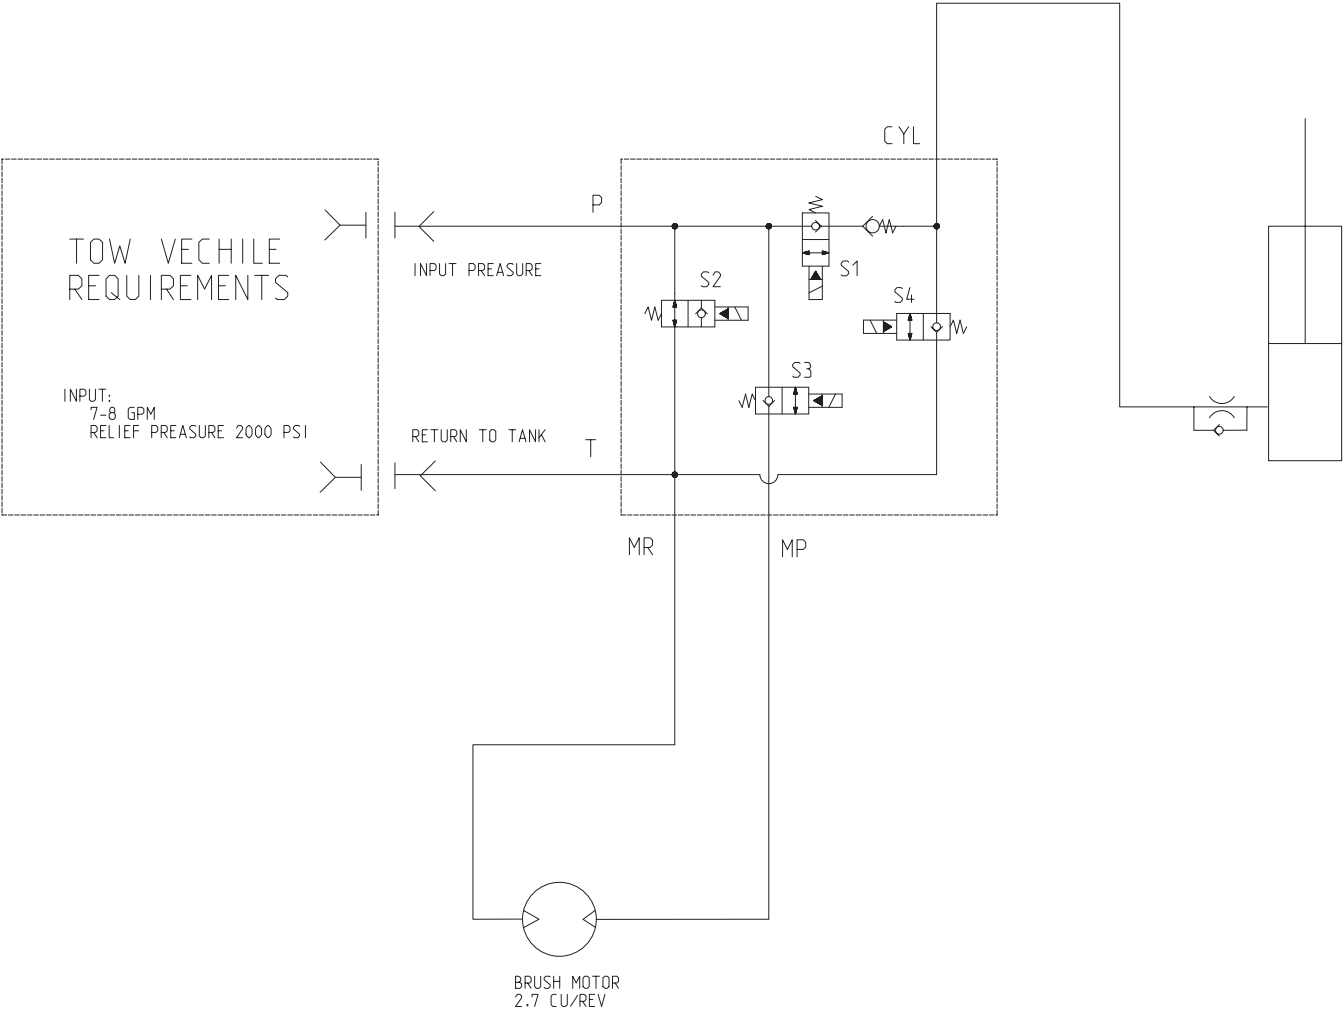 CYL
P
TOW VECHILE
REQUIREMENTS
INPUT PREASURE
S1
S2
S4
S3
INPUT:
7-8 GPM
RELIEF PREASURE 2000 PSI
RETURN TO TANK
T
MR
MP
BRUSH MOTOR
2.7 CU/REV